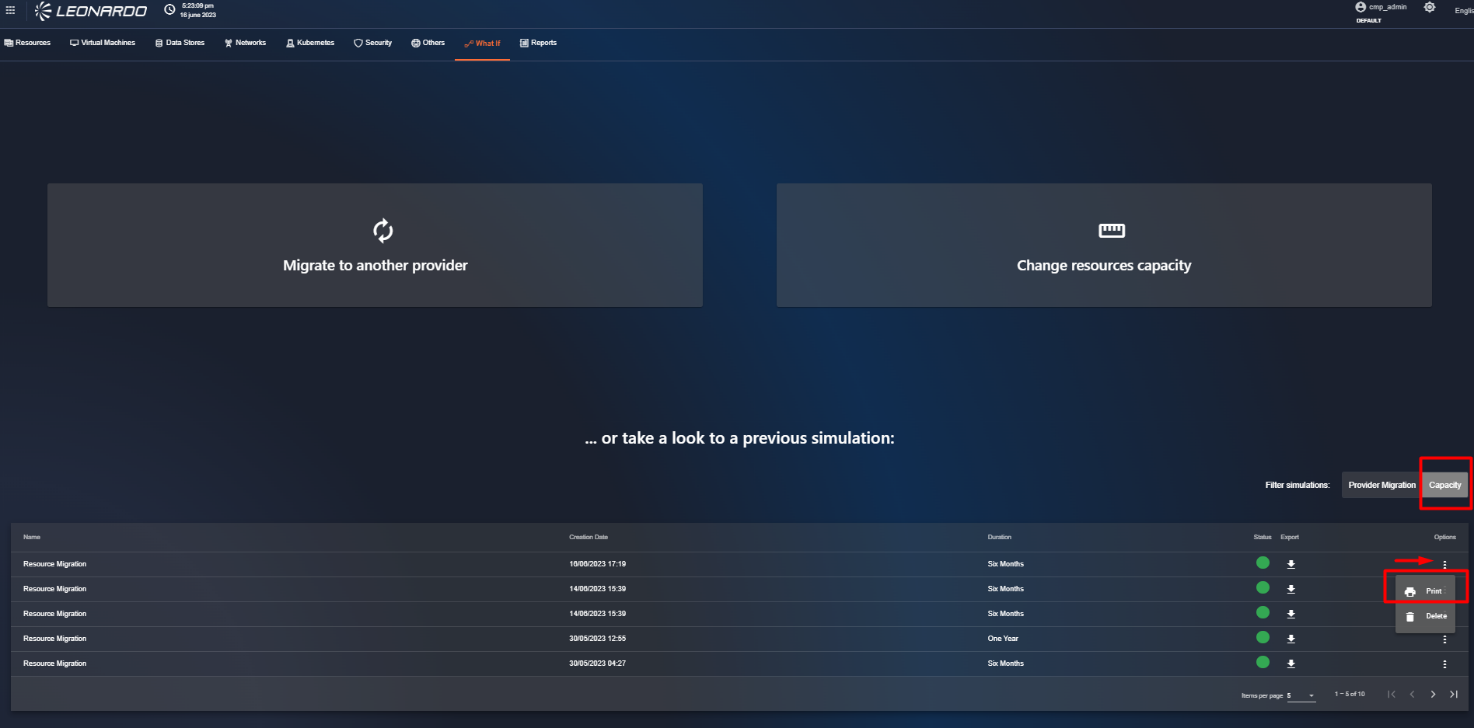 LEONARDO
5:23:09 pm
16 june 2023
cmp_admin
DEFAULT
Englis
Resources Virtual Machines Data Stores Networks Kubernetes Security Others What If Reports
Migrate to another provider
Change resources capacity
... or take a look to a previous simulation:
Filter simulations: Provider Migration Capacity
Name Creation Date Duration Status Export Options
Resource Migration 16/06/2023 17:19 Six Months
Resource Migration 14/06/2023 15:39 Six Months
Print
Resource Migration 14/06/2023 15:39 Six Months
Delete
Resource Migration 30/05/2023 12:55 One Year
Resource Migration 30/05/2023 04:27 Six Months
Items per page 5 1 – 5 of 10